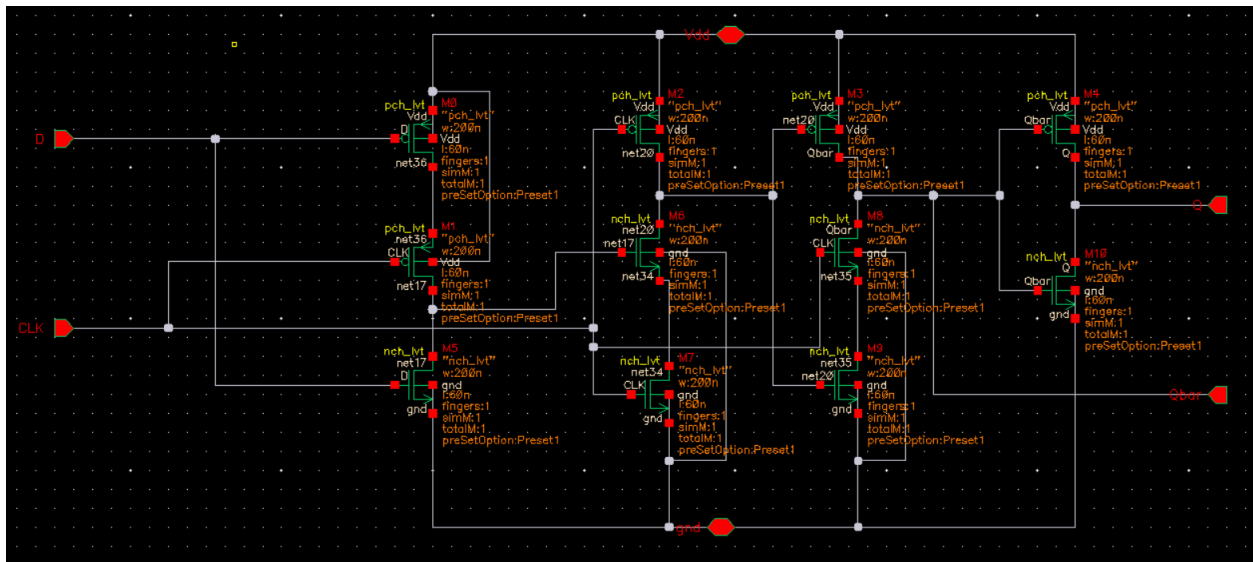 Vdd
D
CLK
Q
Qbar
gnd
pch_lvt
M0
Vdd
"pch_lvt"
w:200n
D
Vdd
l:60n
net36
fingers:1
simM:1
totalM:1
preSetOption:Preset1
pch_lvt
M1
net36
"pch_lvt"
w:200n
CLK
Vdd
l:60n
net17
fingers:1
simM:1
totalM:1
preSetOption:Preset1
nch_lvt
M5
net17
"nch_lvt"
w:200n
D
gnd
l:60n
gnd
fingers:1
simM:1
totalM:1
preSetOption:Preset1
pch_lvt
M2
Vdd
"pch_lvt"
w:200n
CLK
Vdd
l:60n
net20
fingers:1
simM:1
totalM:1
preSetOption:Preset1
nch_lvt
M6
net20
"nch_lvt"
w:200n
net17
gnd
l:60n
net34
fingers:1
simM:1
totalM:1
preSetOption:Preset1
nch_lvt
M7
net34
"nch_lvt"
w:200n
CLK
gnd
l:60n
gnd
fingers:1
simM:1
totalM:1
preSetOption:Preset1
pch_lvt
M3
Vdd
"pch_lvt"
w:200n
net20
Vdd
l:60n
Qbar
fingers:1
simM:1
totalM:1
preSetOption:Preset1
nch_lvt
M8
Qbar
"nch_lvt"
w:200n
CLK
gnd
l:60n
net35
fingers:1
simM:1
totalM:1
preSetOption:Preset1
nch_lvt
M9
net35
"nch_lvt"
w:200n
net20
gnd
l:60n
gnd
fingers:1
simM:1
totalM:1
preSetOption:Preset1
pch_lvt
M4
Vdd
"pch_lvt"
w:200n
Qbar
Vdd
l:60n
Q
fingers:1
simM:1
totalM:1
preSetOption:Preset1
nch_lvt
M10
Q
"nch_lvt"
w:200n
Qbar
gnd
l:60n
gnd
fingers:1
simM:1
totalM:1
preSetOption:Preset1